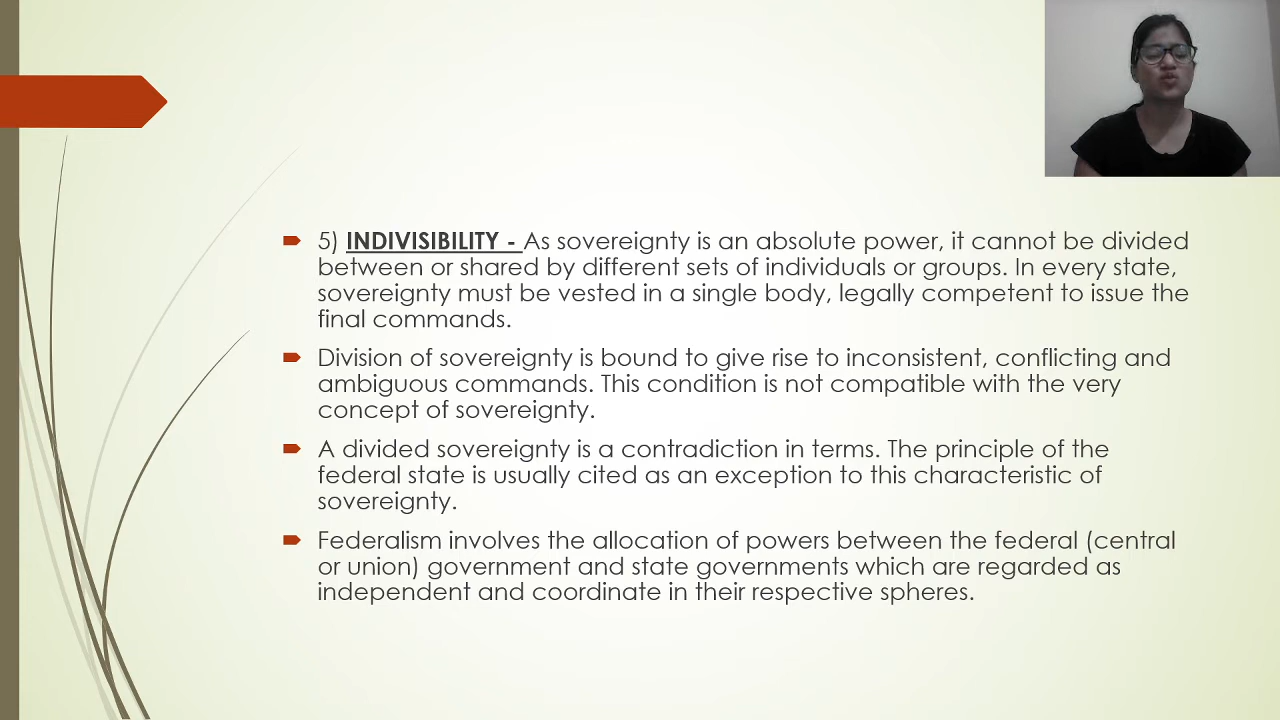 5) INDIVISIBILITY - As sovereignty is an absolute power, it cannot be divided
between or shared by different sets of individuals or groups. In every state,
sovereignty must be vested in a single body, legally competent to issue the
final commands.
Division of sovereignty is bound to give rise to inconsistent, conflicting and
ambiguous commands. This condition is not compatible with the very
concept of sovereignty.
A divided sovereignty is a contradiction in terms. The principle of the
federal state is usually cited as an exception to this characteristic of
sovereignty.
Federalism involves the allocation of powers between the federal (central
or union) government and state governments which are regarded as
independent and coordinate in their respective spheres.